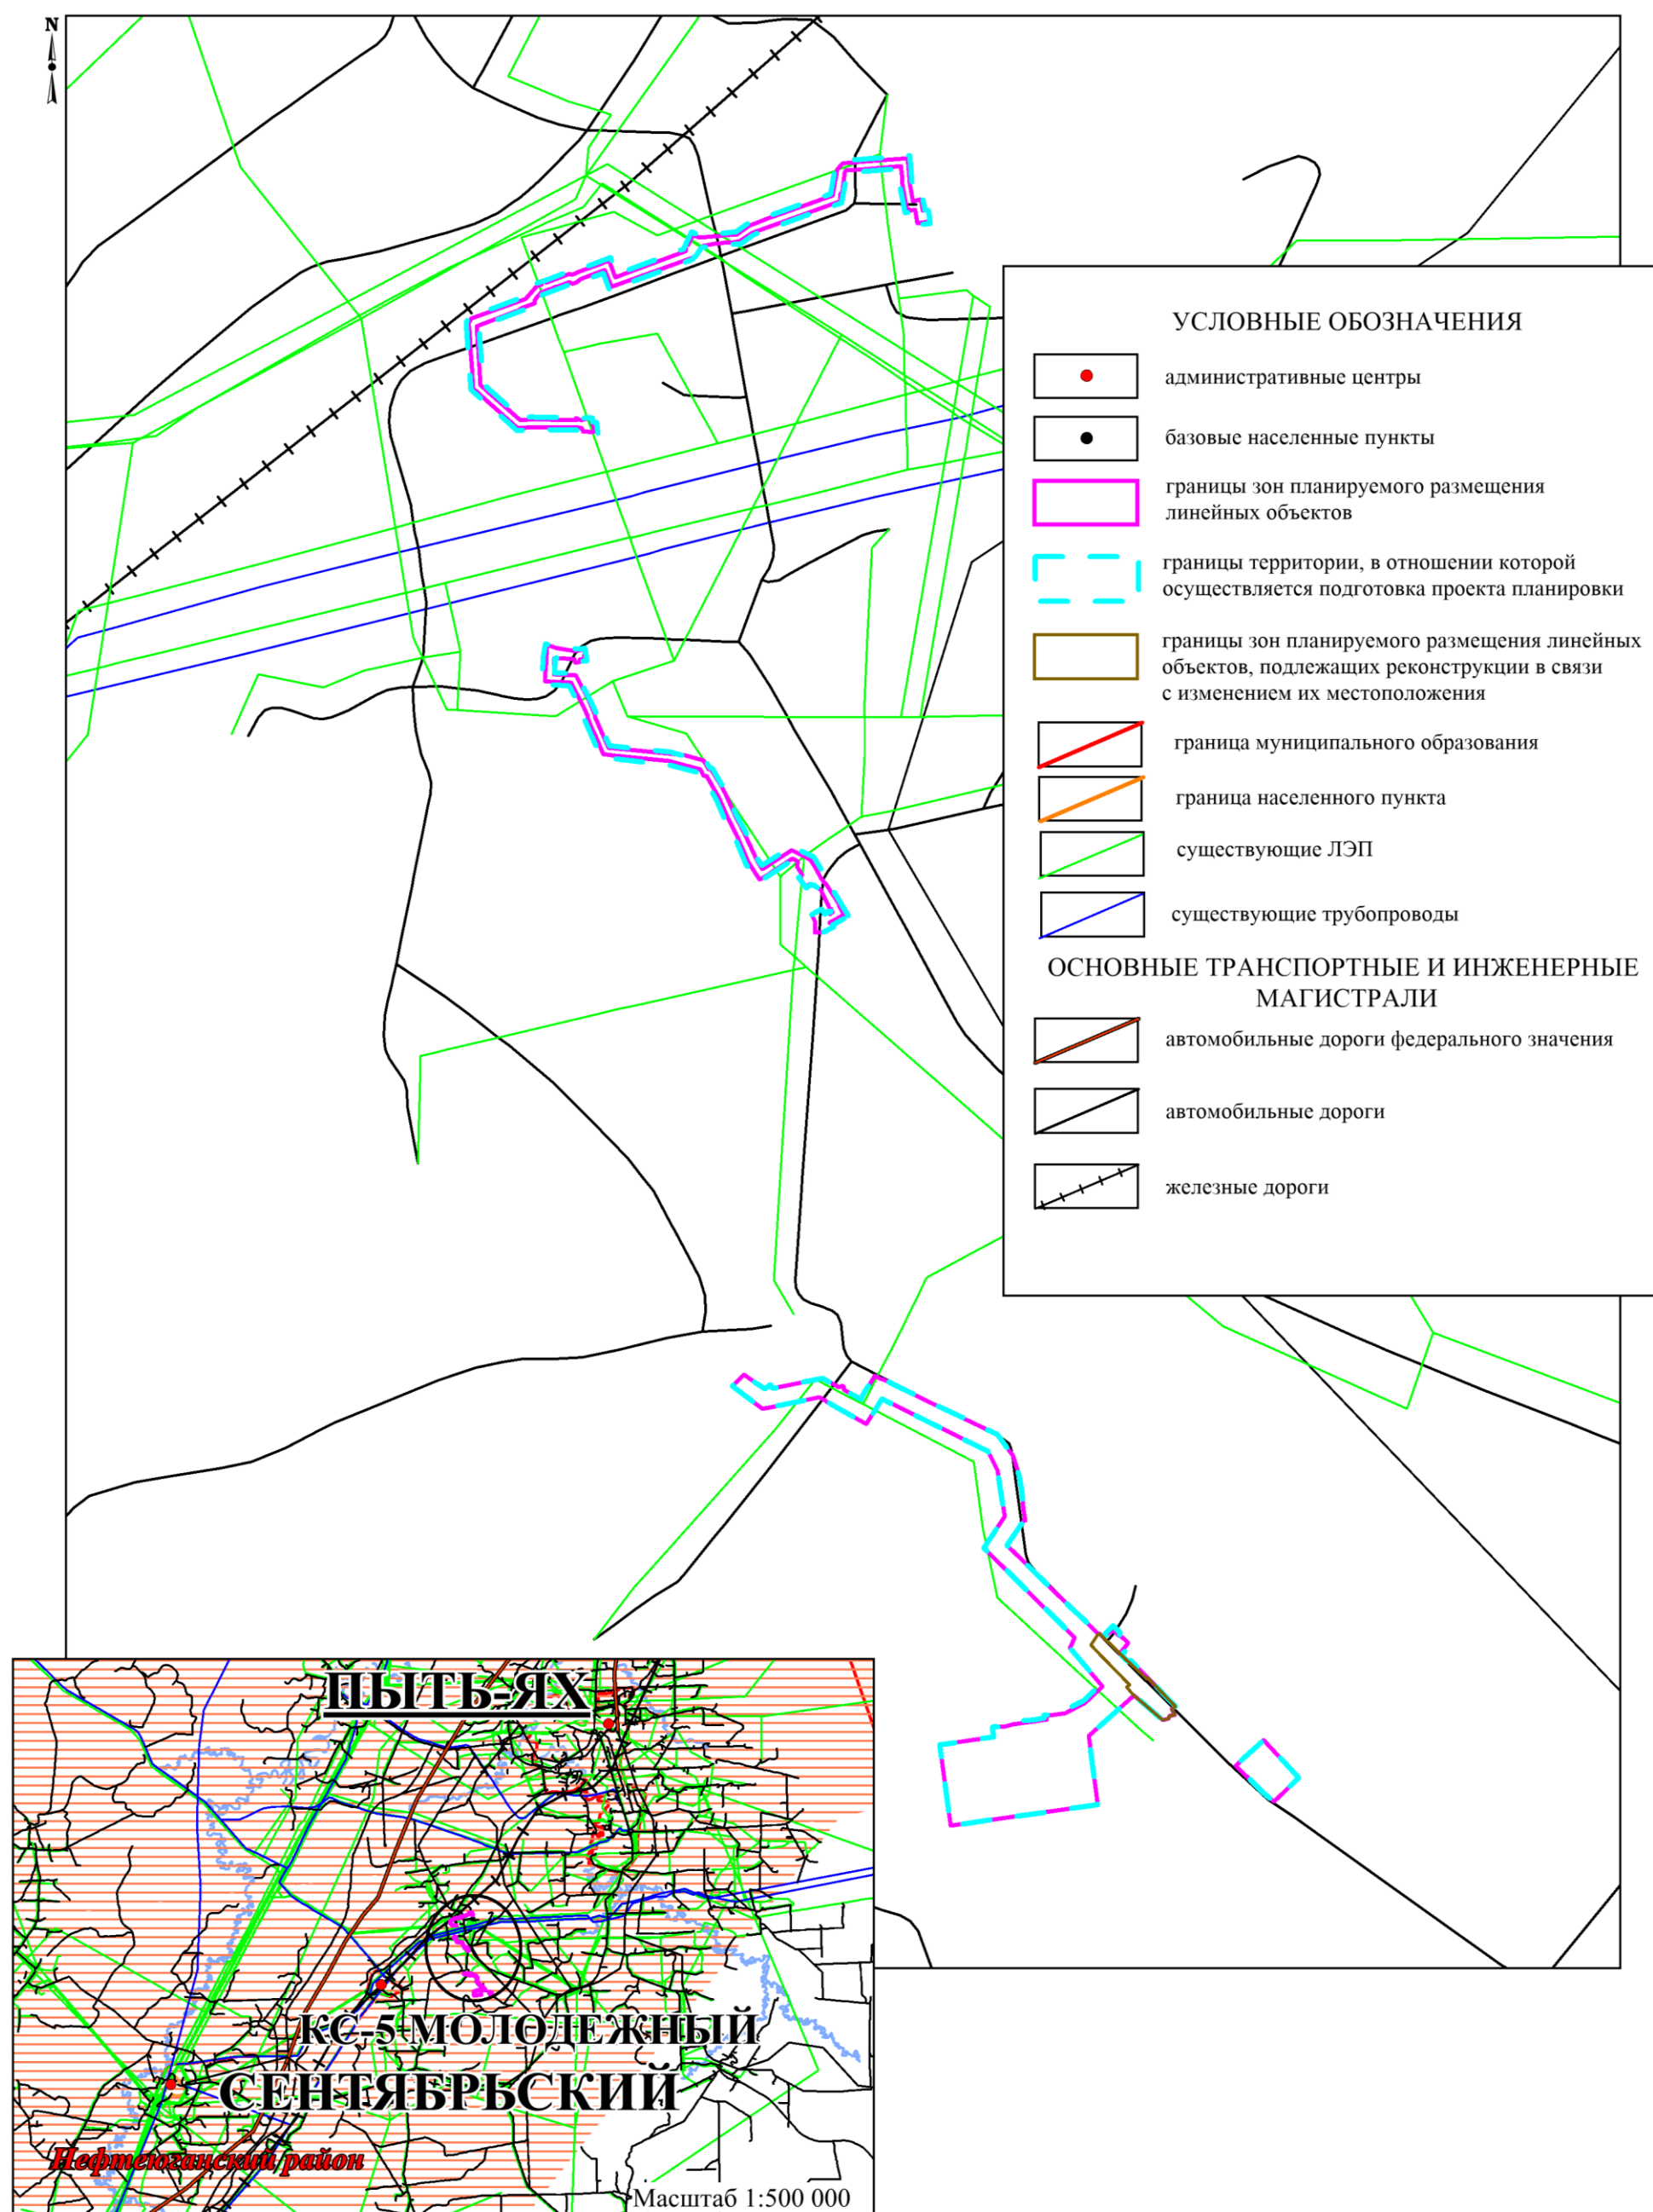 N
УСЛОВНЫЕ ОБОЗНАЧЕНИЯ
административные центры
базовые населенные пункты
границы зон планируемого размещения
линейных объектов
границы территории, в отношении которой
осуществляется подготовка проекта планировки
границы зон планируемого размещения линейных
объектов, подлежащих реконструкции в связи
с изменением их местоположения
граница муниципального образования
граница населенного пункта
существующие ЛЭП
существующие трубопроводы
ОСНОВНЫЕ ТРАНСПОРТНЫЕ И ИНЖЕНЕРНЫЕ
МАГИСТРАЛИ
автомобильные дороги федерального значения
автомобильные дороги
железные дороги
ПЫТЬ-ЯХ
КС-5 МОЛОДЕЖНЫЙ
СЕНТЯБРЬСКИЙ
Нефтеюганский район
Масштаб 1:500 000